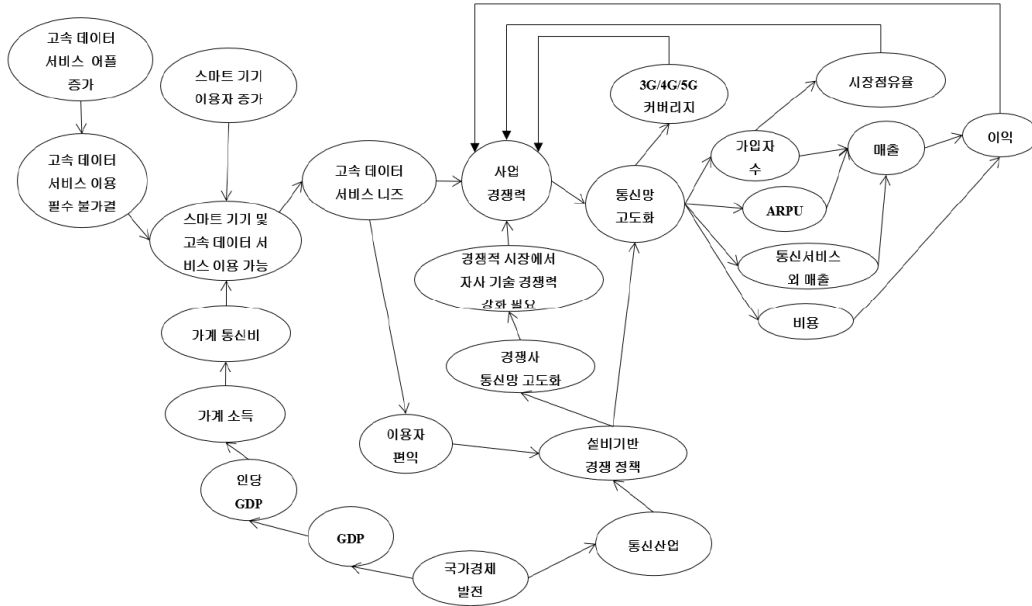 고속 데이터
서비스 어플
증가
스마트 기기
이용자 증가
고속 데이터
서비스 이용
필수 불가결
스마트 기기 및
고속 데이터 서
비스 이용 가능
고속 데이터
서비스 니즈
사업
경쟁력
통신망
고도화
3G/4G/5G
커버리지
시장점유율
가입자
수
매출
이익
ARPU
통신서비스
외 매출
비용
경쟁적 시장에서
자사 기술 경쟁력
강화 필요
경쟁사
통신망 고도화
가계 통신비
가계 소득
이용자
편익
설비기반
경쟁 정책
인당
GDP
GDP
통신산업
국가경제
발전